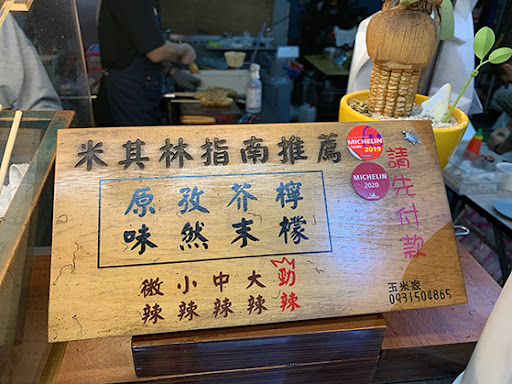 米其林指南推薦
MICHELIN
2019
MICHELIN
2020
請先付款
原味
孜然
芥末
檸檬
微辣
小辣
中辣
大辣
勁辣
玉米家
0931504865